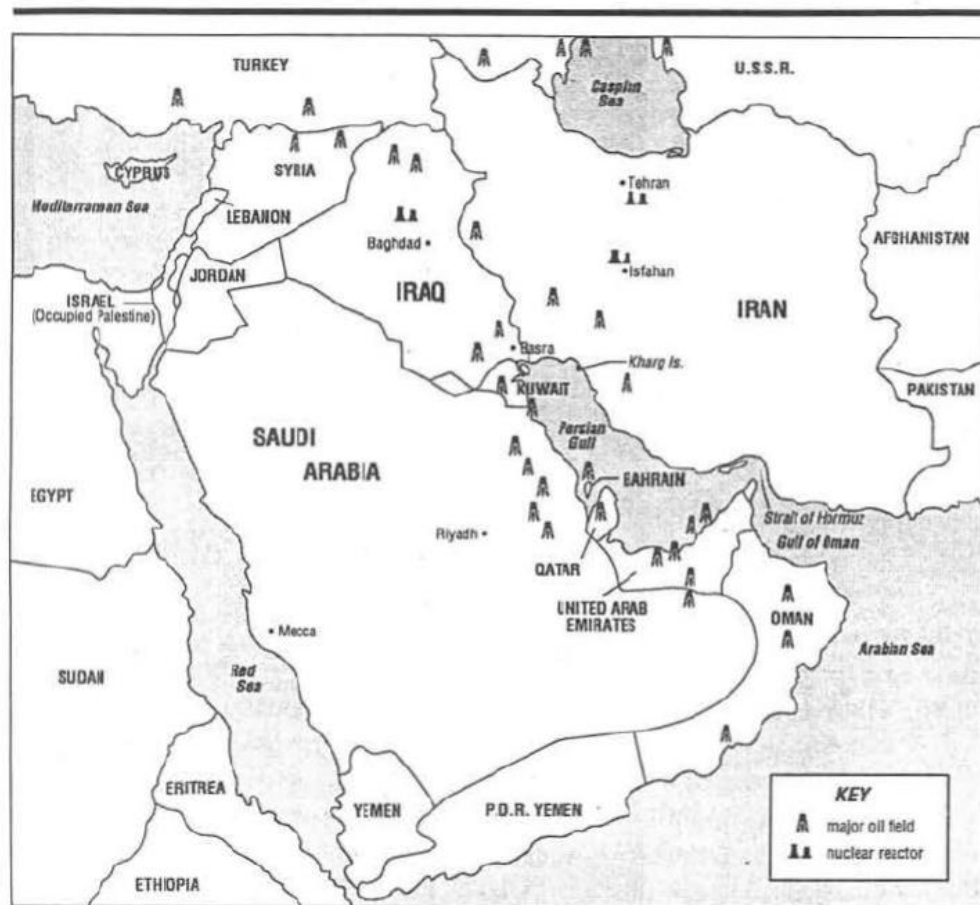 TURKEY
U.S.S.R.
Caspian
Sea
CYPRUS
SYRIA
Tehran
Mediterranean Sea
LEBANON
Baghdad
AFGHANISTAN
JORDAN
Isfahan
ISRAEL
(Occupied Palestine)
IRAQ
IRAN
Basra
Kharg Is.
KUWAIT
PAKISTAN
SAUDI
ARABIA
Persian
Gulf
EGYPT
BAHRAIN
Strait of Hormuz
Riyadh
Gulf of Oman
QATAR
UNITED ARAB
EMIRATES
OMAN
Mecca
Arabian Sea
SUDAN
Red
Sea
ERITREA
YEMEN
P.D.R. YEMEN
KEY
major oil field
nuclear reactor
ETHIOPIA